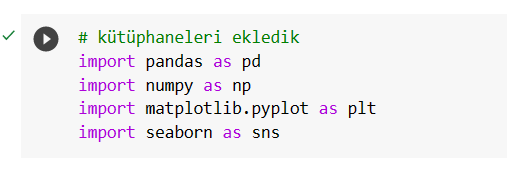 # kütüphaneleri ekledik
import pandas as pd
import numpy as np
import matplotlib.pyplot as plt
import seaborn as sns